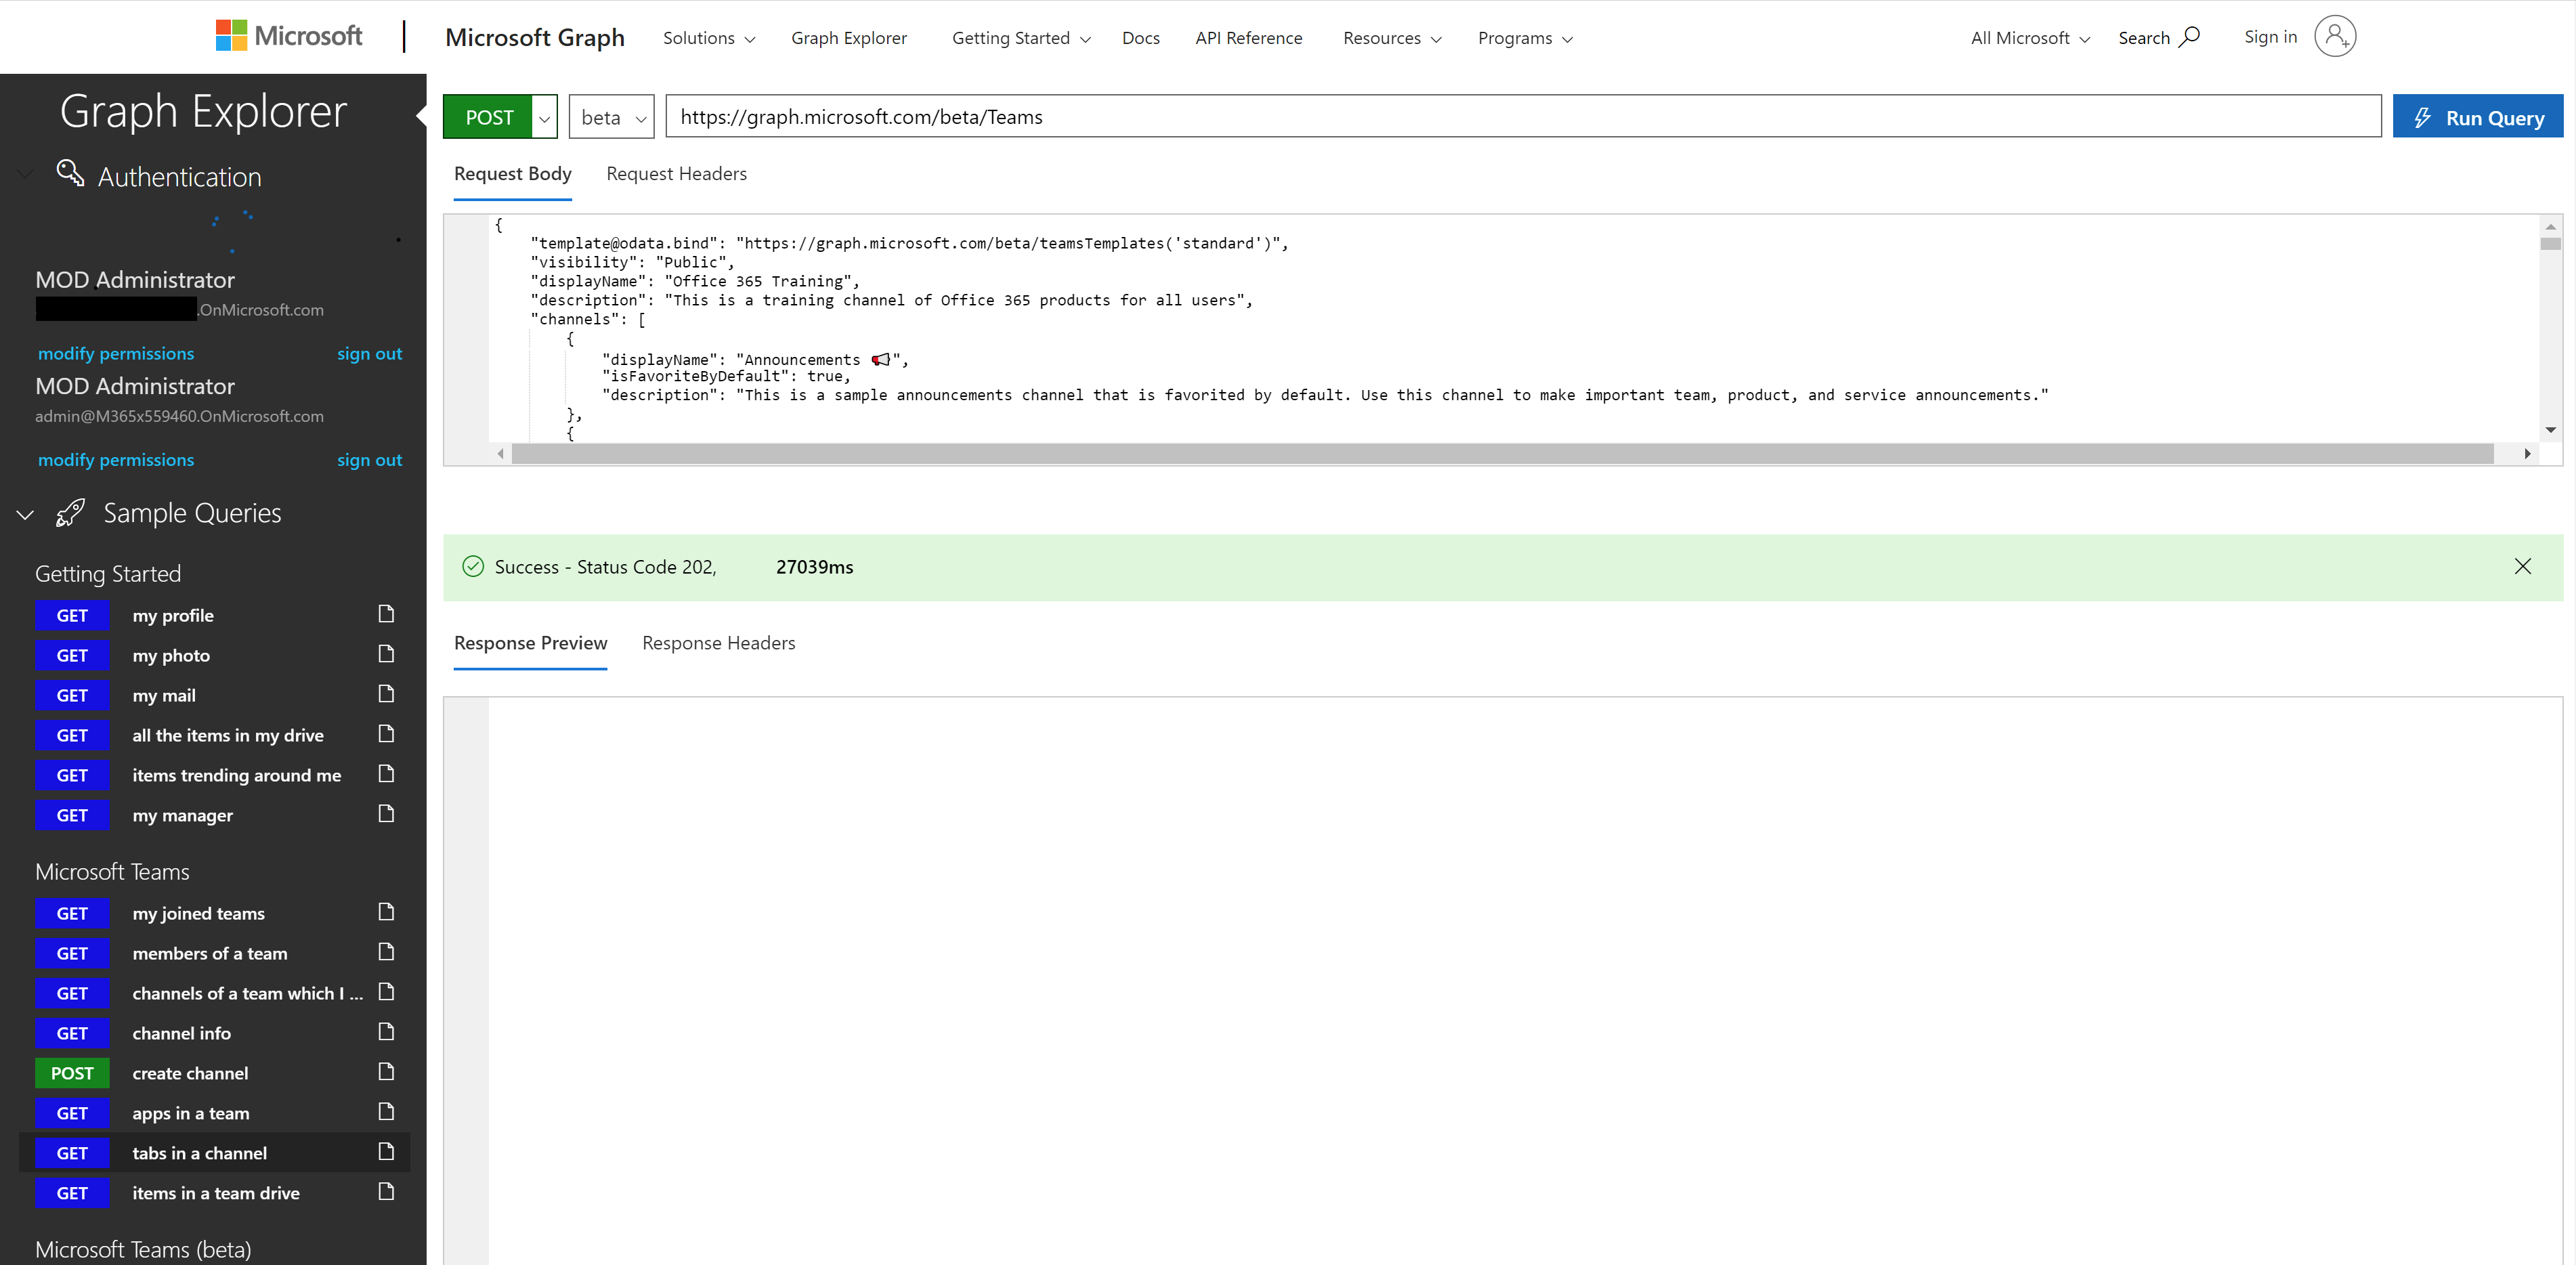 Microsoft
Microsoft Graph
Solutions
Graph Explorer
Getting Started
Docs
API Reference
Resources
Programs
All Microsoft
Search
Sign in
Graph Explorer
Authentication
MOD Administrator
.OnMicrosoft.com
modify permissions
sign out
MOD Administrator
admin@M365x559460.OnMicrosoft.com
modify permissions
sign out
Sample Queries
Getting Started
GET my profile
GET my photo
GET my mail
GET all the items in my drive
GET items trending around me
GET my manager
Microsoft Teams
GET my joined teams
GET members of a team
GET channels of a team which I ...
GET channel info
POST create channel
GET apps in a team
GET tabs in a channel
GET items in a team drive
Microsoft Teams (beta)
POST
beta
https://graph.microsoft.com/beta/Teams
Run Query
Request Body
Request Headers
{
"template@odata.bind": "https://graph.microsoft.com/beta/teamsTemplates('standard')",
"visibility": "Public",
"displayName": "Office 365 Training",
"description": "This is a training channel of Office 365 products for all users",
"channels": [
{
"displayName": "Announcements 📢",
"isFavoriteByDefault": true,
"description": "This is a sample announcements channel that is favorited by default. Use this channel to make important team, product, and service announcements."
},
{
Success - Status Code 202, 27039ms
Response Preview
Response Headers